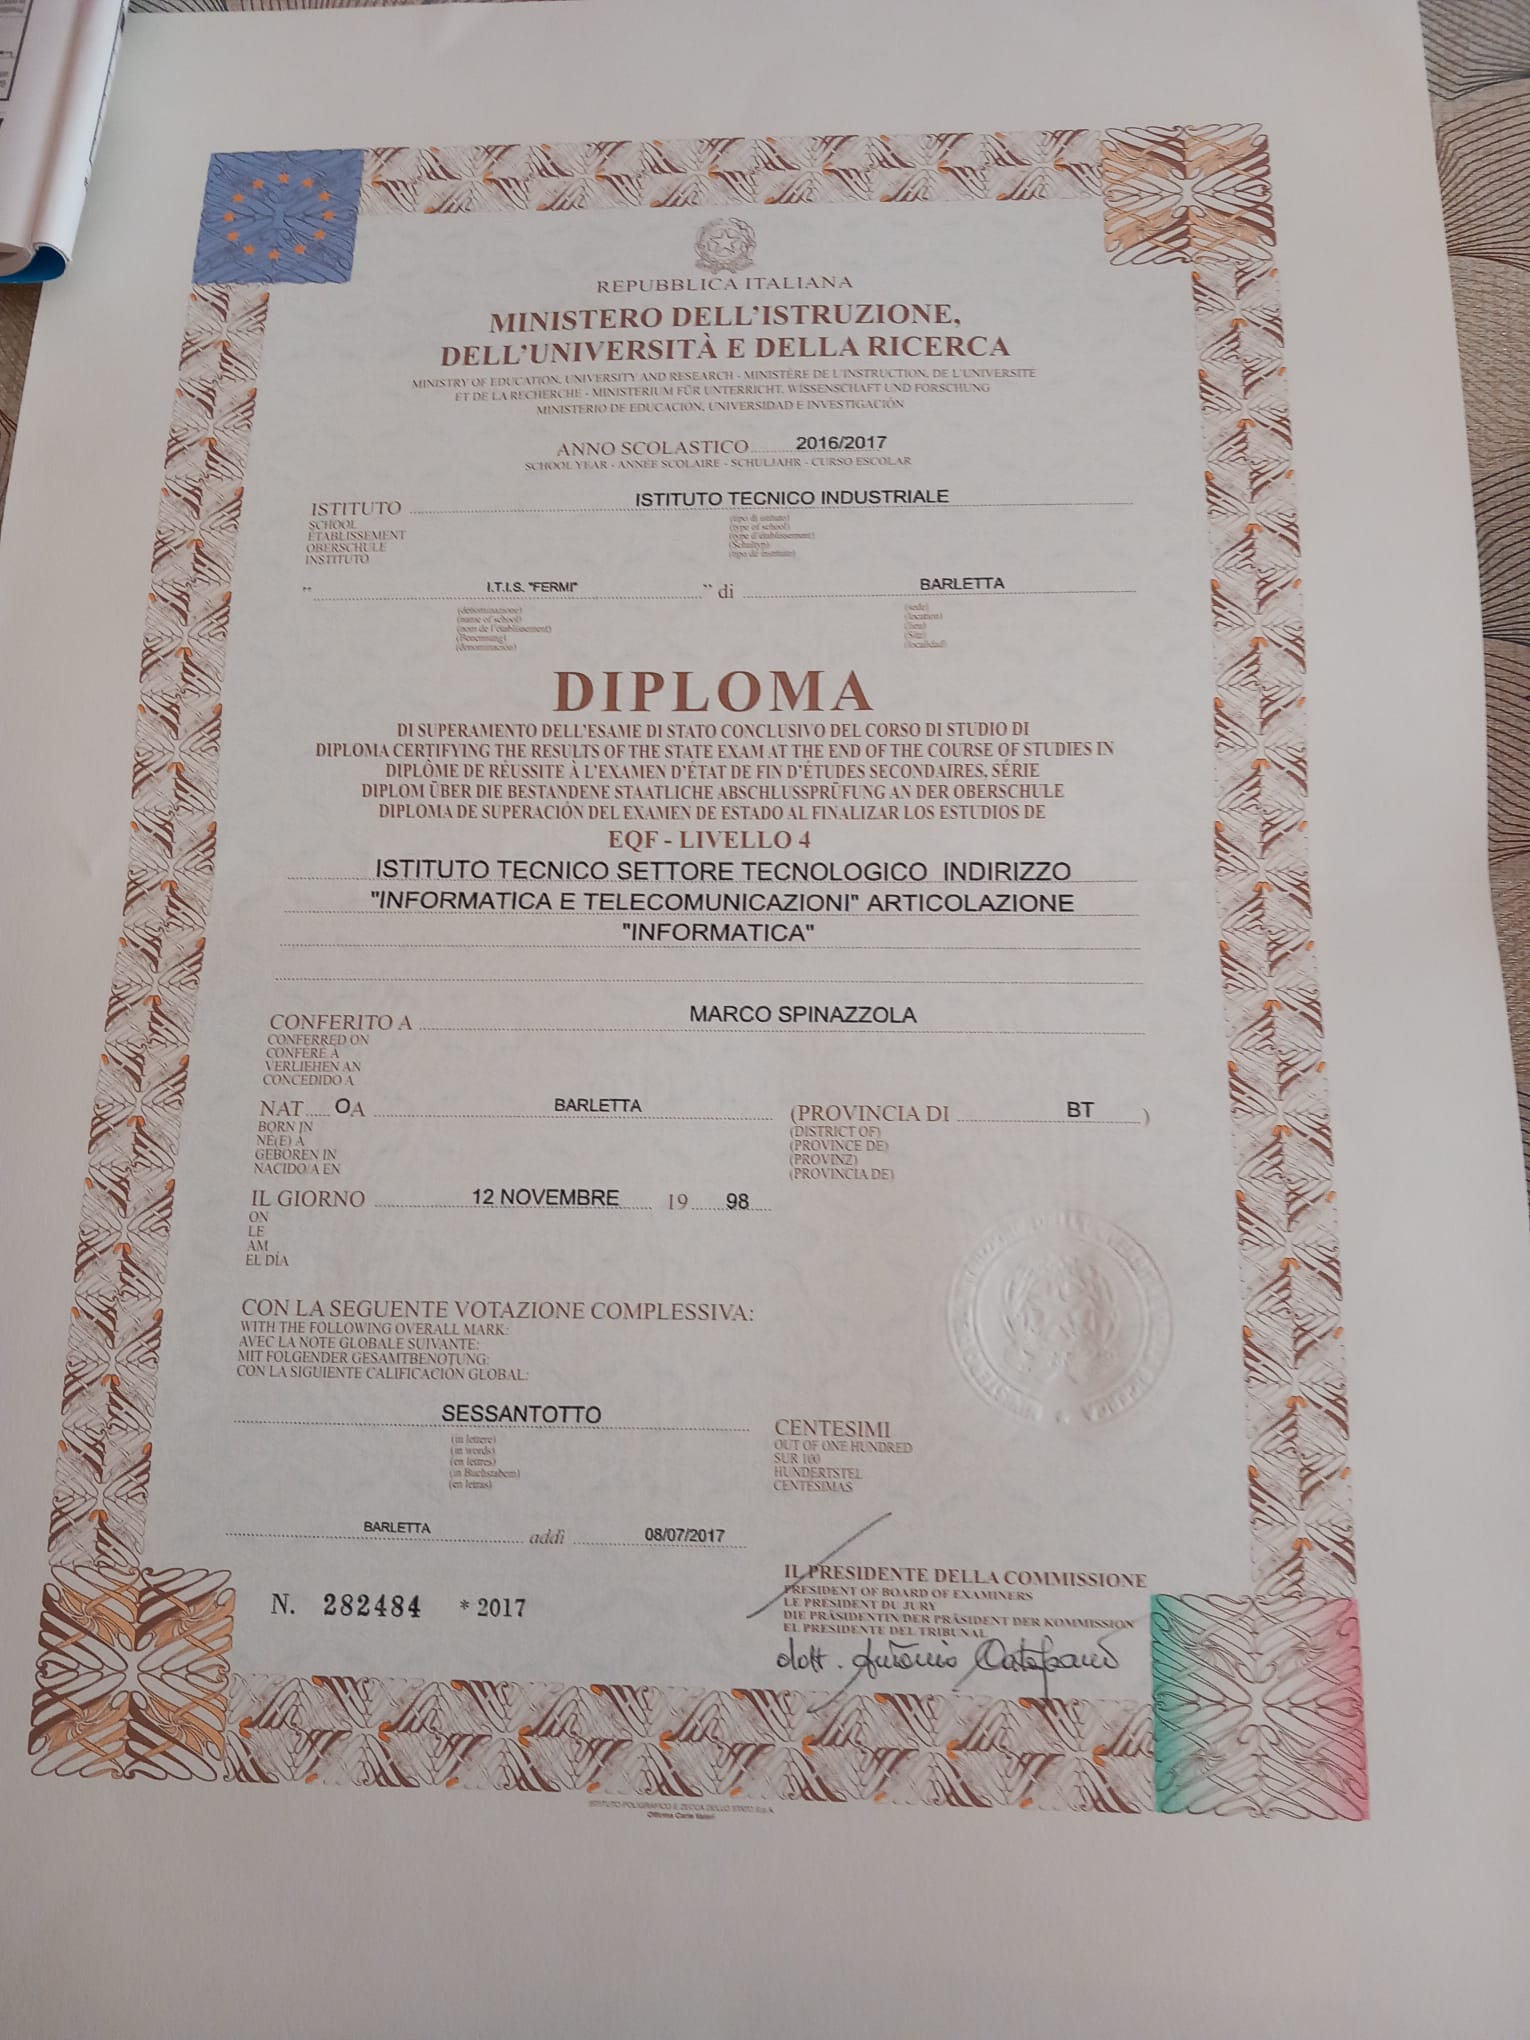 REPUBBLICA ITALIANA
MINISTERO DELL'ISTRUZIONE,
DELL'UNIVERSITÀ E DELLA RICERCA
MINISTRY OF EDUCATION, UNIVERSITY AND RESEARCH - MINISTÈRE DE L'INSTRUCTION, DE L'UNIVERSITÉ
ET DE LA RECHERCHE - MINISTERIUM FÜR UNTERRICHT, WISSENSCHAFT UND FORSCHUNG
MINISTERIO DE EDUCACIÓN, UNIVERSIDAD E INVESTIGACIÓN
ANNO SCOLASTICO 2016/2017
SCHOOL YEAR - ANNÉE SCOLAIRE - SCHULJAHR - CURSO ESCOLAR
ISTITUTO ISTITUTO TECNICO INDUSTRIALE
SCHOOL (tipo di istituto)
ÉTABLISSEMENT (type of school)
OBERSCHULE (type d'établissement)
INSTITUTO (Schultyp)
(tipo de instituto)
" I.T.I.S. "FERMI" " di BARLETTA
(denominazione) (sede)
(name of school) (location)
(nom de l'établissement) (lieu)
(Benennung) (Sitz)
(denominación) (localidad)
DIPLOMA
DI SUPERAMENTO DELL'ESAME DI STATO CONCLUSIVO DEL CORSO DI STUDIO DI
DIPLOMA CERTIFYING THE RESULTS OF THE STATE EXAM AT THE END OF THE COURSE OF STUDIES IN
DIPLÔME DE RÉUSSITE À L'EXAMEN D'ÉTAT DE FIN D'ÉTUDES SECONDAIRES, SÉRIE
DIPLOM ÜBER DIE BESTANDENE STAATLICHE ABSCHLUSSPRÜFUNG AN DER OBERSCHULE
DIPLOMA DE SUPERACIÓN DEL EXAMEN DE ESTADO AL FINALIZAR LOS ESTUDIOS DE
EQF - LIVELLO 4
ISTITUTO TECNICO SETTORE TECNOLOGICO INDIRIZZO
"INFORMATICA E TELECOMUNICAZIONI" ARTICOLAZIONE
"INFORMATICA"
CONFERITO A MARCO SPINAZZOLA
CONFERRED ON
CONFÉRÉ À
VERLIEHEN AN
CONCEDIDO A
NAT O A BARLETTA (PROVINCIA DI BT )
BORN IN (DISTRICT OF)
NÉ(E) À (PROVINCE DE)
GEBOREN IN (PROVINZ)
NACIDO/A EN (PROVINCIA DE)
IL GIORNO 12 NOVEMBRE 19 98
ON
LE
AM
EL DÍA
CON LA SEGUENTE VOTAZIONE COMPLESSIVA:
WITH THE FOLLOWING OVERALL MARK:
AVEC LA NOTE GLOBALE SUIVANTE:
MIT FOLGENDER GESAMTBENOTUNG:
CON LA SIGUIENTE CALIFICACIÓN GLOBAL:
SESSANTOTTO CENTESIMI
(in lettere) OUT OF ONE HUNDRED
(in words) SUR 100
(en lettres) HUNDERTSTEL
(in Buchstaben) CENTÉSIMAS
(en letras)
BARLETTA addì 08/07/2017
IL PRESIDENTE DELLA COMMISSIONE
PRESIDENT OF BOARD OF EXAMINERS
LE PRÉSIDENT DU JURY
DIE PRÄSIDENTIN/DER PRÄSIDENT DER KOMMISSION
EL PRESIDENTE DEL TRIBUNAL
N. 282484 * 2017
dott. Antonio
ISTITUTO POLIGRAFICO E ZECCA DELLO STATO S.p.A.
Officina Carte Valori